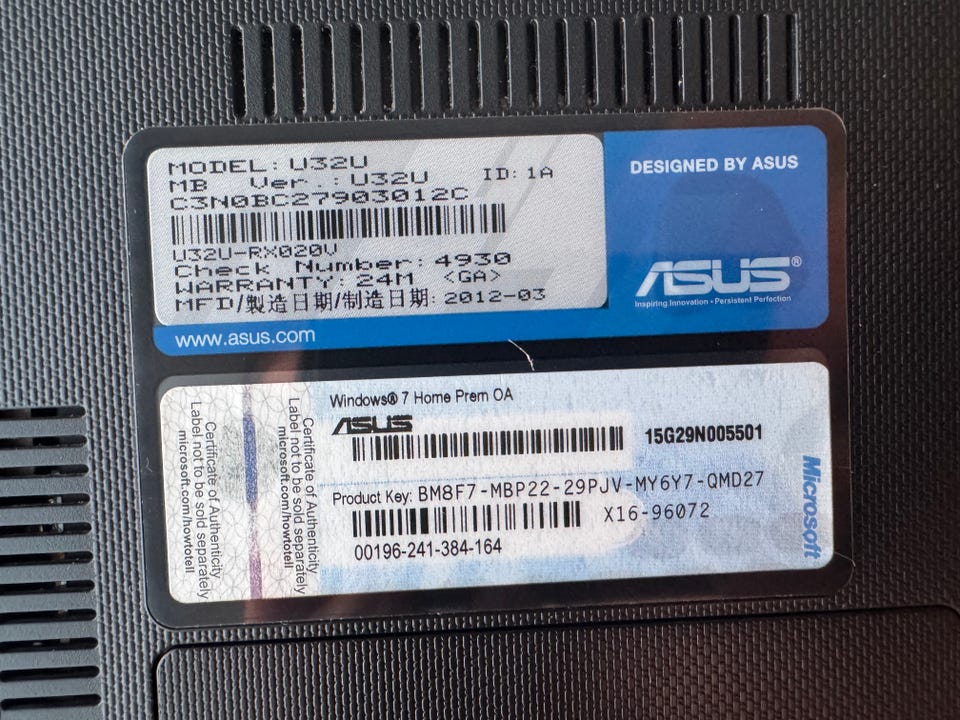 MODEL: U32U
MB Ver.: U32U ID: 1A
C3N0BC27903012C
U32U-RX020V
Check Number: 4930
WARRANTY: 24M <GA>
MFD/製造日期/制造日期: 2012-03
DESIGNED BY ASUS
ASUS®
Inspiring Innovation • Persistent Perfection
www.asus.com
Certificate of Authenticity
Label not to be sold separately
microsoft.com/howtotell
Certificate of Authenticity
Label not to be sold separately
microsoft.com/howtotell
Windows® 7 Home Prem OA
ASUS
15G29N005501
Product Key: BM8F7-MBP22-29PJV-MY6Y7-QMD27
X16-96072
00196-241-384-164
Microsoft